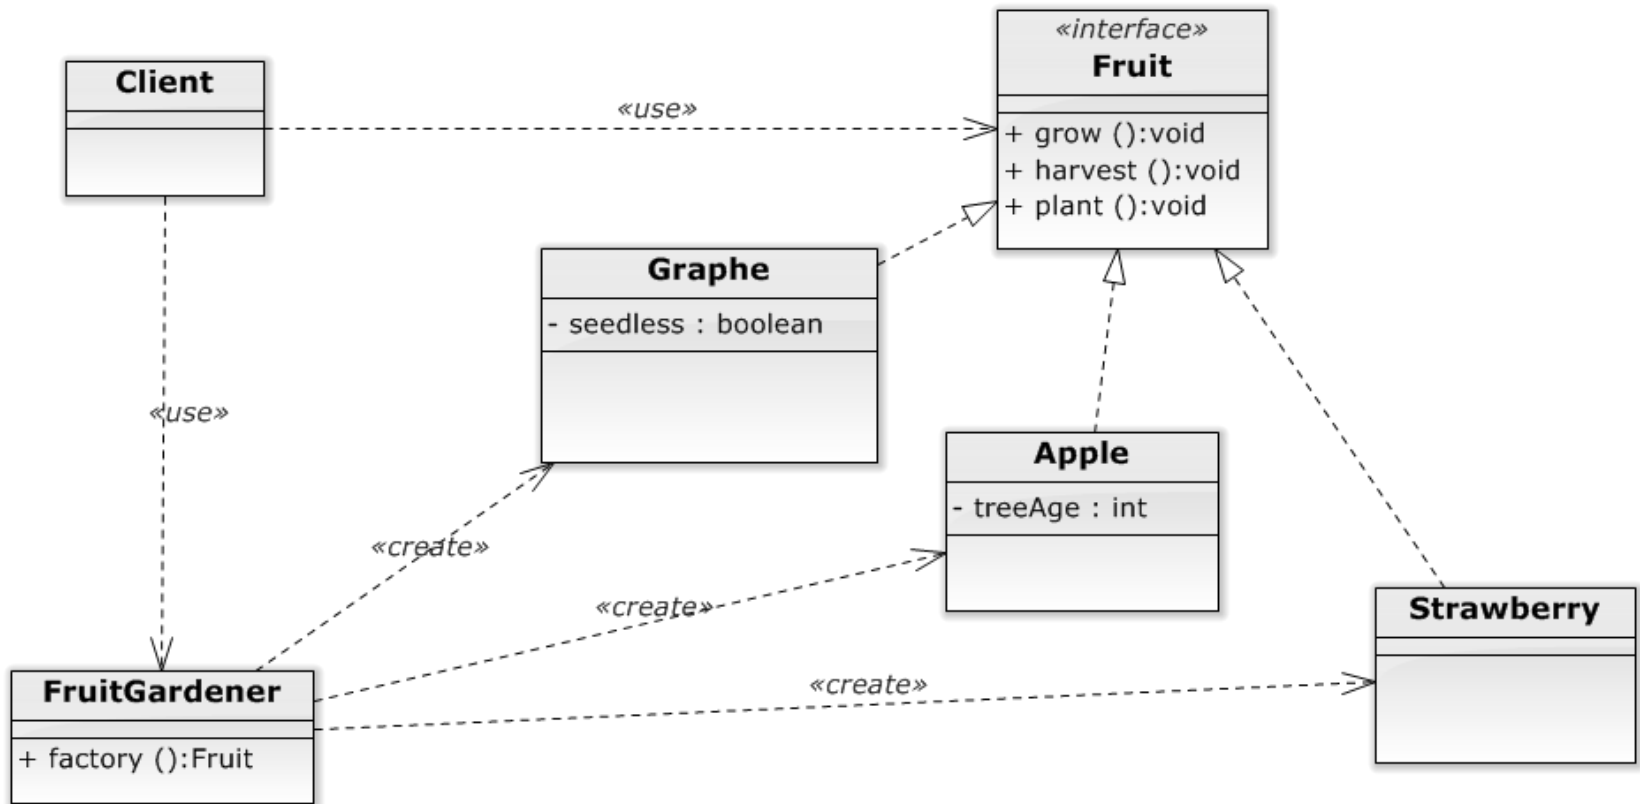 Client
«use»
«interface»
Fruit
+ grow ():void
+ harvest ():void
+ plant ():void
Graphe
- seedless : boolean
«use»
Apple
- treeAge : int
«create»
«create»
Strawberry
«create»
FruitGardener
+ factory ():Fruit